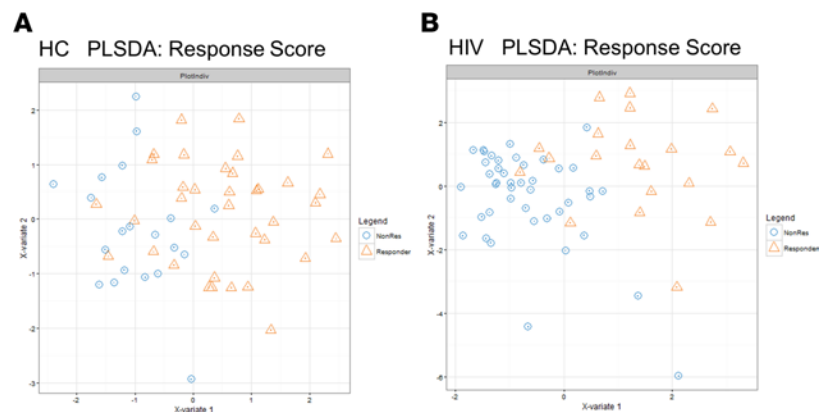 A
HC PLSDA: Response Score
PlotIndiv
2
1
0
-1
-2
-3
X-variate 2
-2
-1
0
1
2
X-variate 1
Legend
NonRes
Responder
B
HIV PLSDA: Response Score
PlotIndiv
2
0
-2
-4
-6
X-variate 2
-2
0
2
X-variate 1
Legend
NonRes
Responder